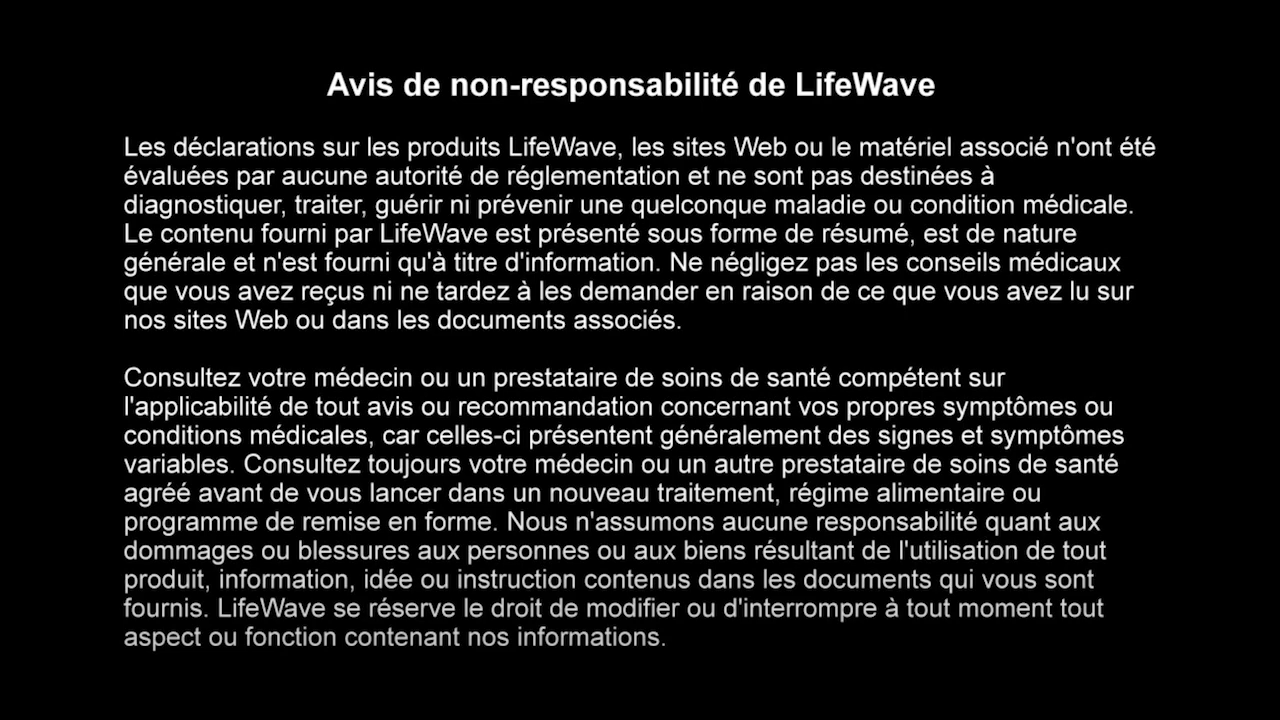 Avis de non-responsabilité de LifeWave
Les déclarations sur les produits LifeWave, les sites Web ou le matériel associé n'ont été
évaluées par aucune autorité de réglementation et ne sont pas destinées à
diagnostiquer, traiter, guérir ni prévenir une quelconque maladie ou condition médicale.
Le contenu fourni par LifeWave est présenté sous forme de résumé, est de nature
générale et n'est fourni qu'à titre d'information. Ne négligez pas les conseils médicaux
que vous avez reçus ni ne tardez à les demander en raison de ce que vous avez lu sur
nos sites Web ou dans les documents associés.
Consultez votre médecin ou un prestataire de soins de santé compétent sur
l'applicabilité de tout avis ou recommandation concernant vos propres symptômes ou
conditions médicales, car celles-ci présentent généralement des signes et symptômes
variables. Consultez toujours votre médecin ou un autre prestataire de soins de santé
agréé avant de vous lancer dans un nouveau traitement, régime alimentaire ou
programme de remise en forme. Nous n'assumons aucune responsabilité quant aux
dommages ou blessures aux personnes ou aux biens résultant de l'utilisation de tout
produit, information, idée ou instruction contenus dans les documents qui vous sont
fournis. LifeWave se réserve le droit de modifier ou d'interrompre à tout moment tout
aspect ou fonction contenant nos informations.